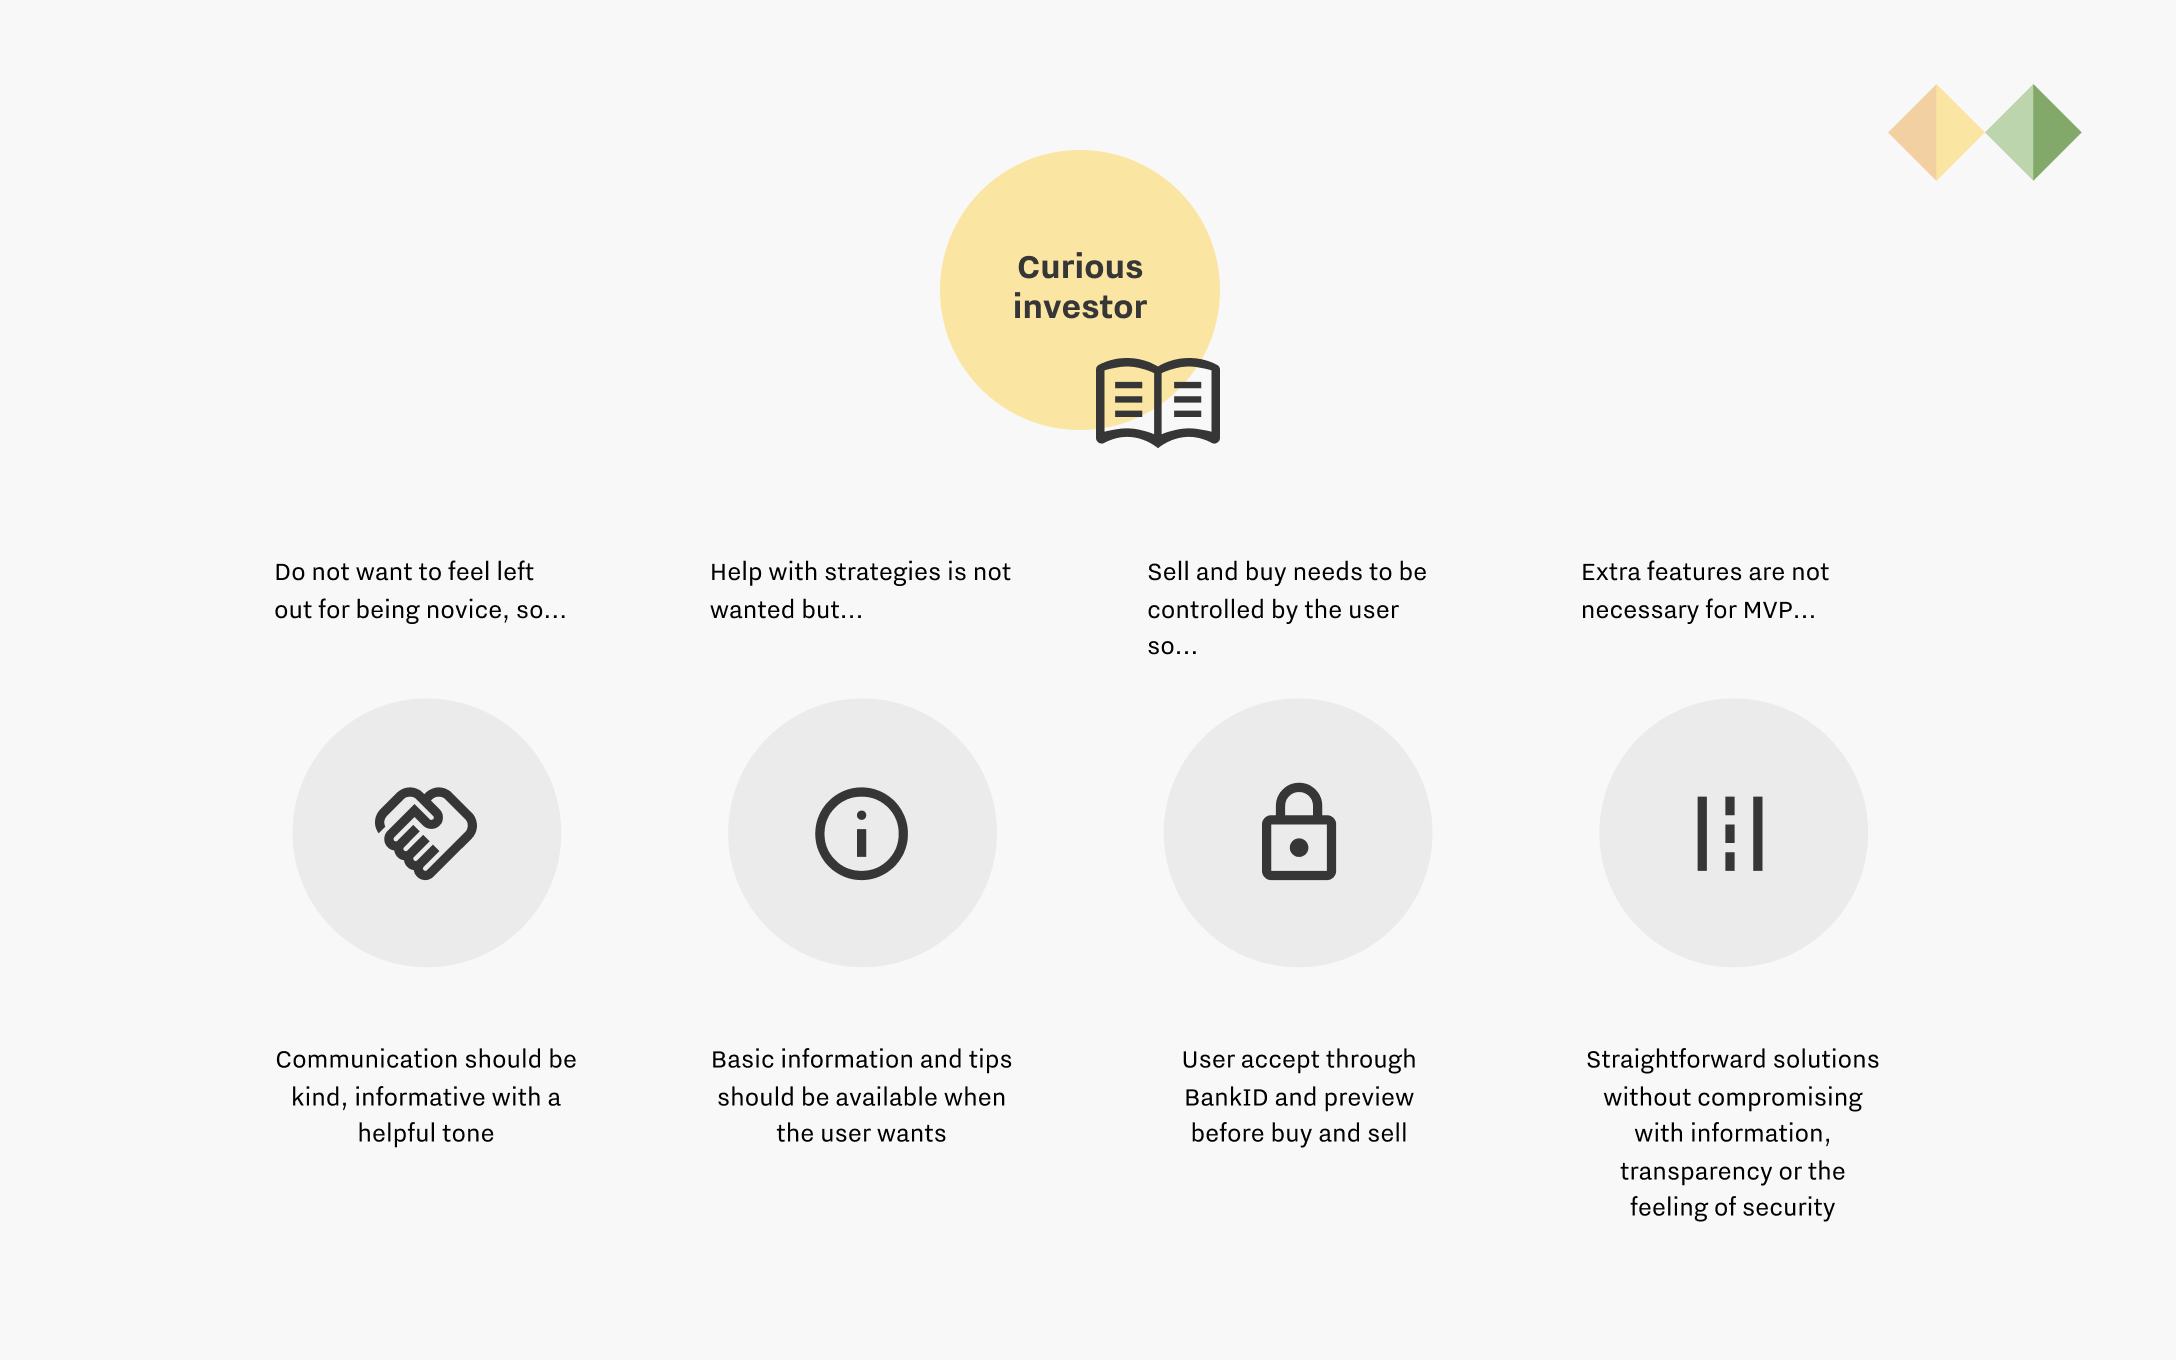 Curious
investor
Do not want to feel left
out for being novice, so...
Help with strategies is not
wanted but...
Sell and buy needs to be
controlled by the user
so...
Extra features are not
necessary for MVP...
Communication should be
kind, informative with a
helpful tone
Basic information and tips
should be available when
the user wants
User accept through
BankID and preview
before buy and sell
Straightforward solutions
without compromising
with information,
transparency or the
feeling of security